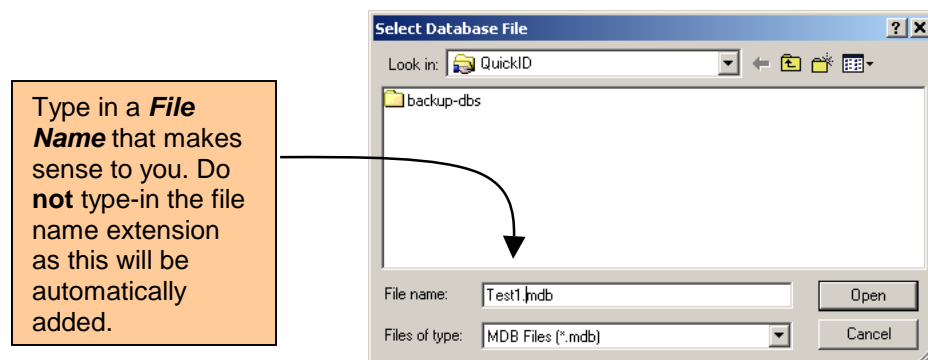 Type in a File
Name that makes
sense to you. Do
not type-in the file
name extension
as this will be
automatically
added.
Select Database File
Look in: QuickID
backup-dbs
File name: Test1.mdb Open
Files of type: MDB Files (*.mdb) Cancel